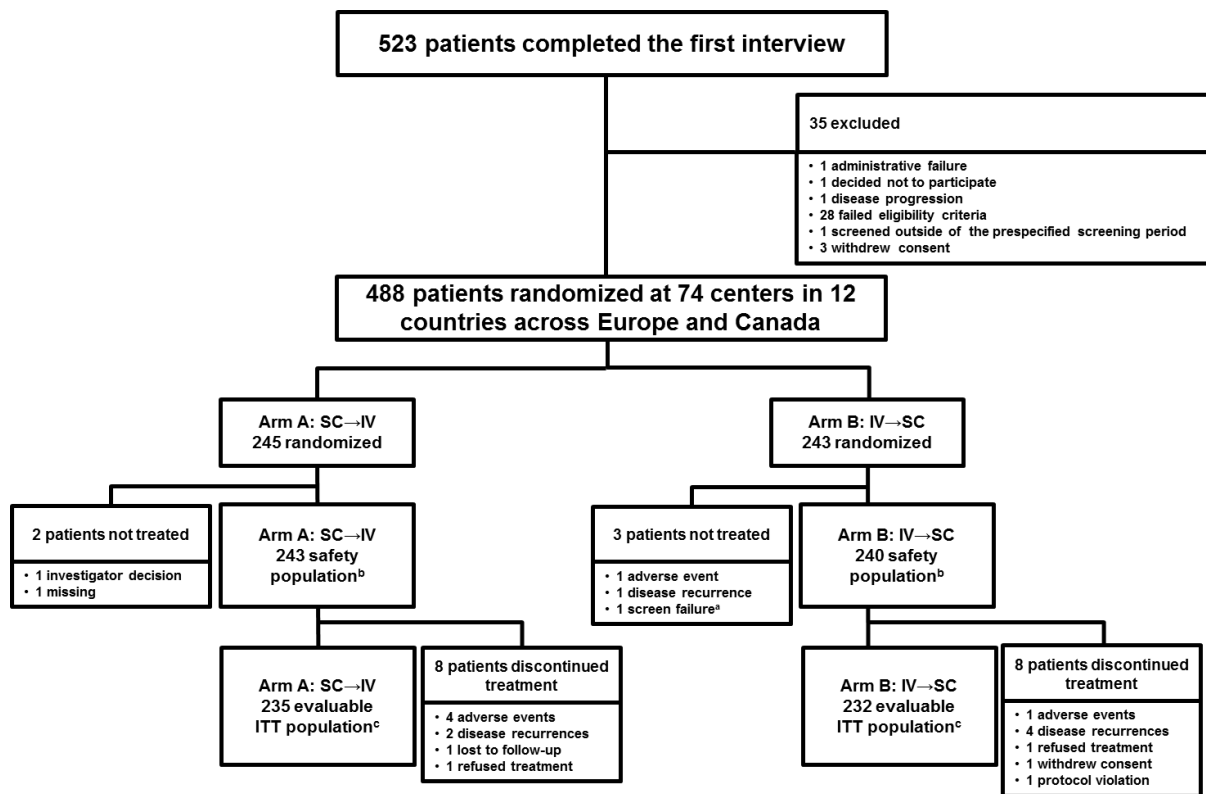 523 patients completed the first interview
35 excluded
• 1 administrative failure
• 1 decided not to participate
• 1 disease progression
• 28 failed eligibility criteria
• 1 screened outside of the prespecified screening period
• 3 withdrew consent
488 patients randomized at 74 centers in 12
countries across Europe and Canada
Arm A: SC→IV
245 randomized
Arm B: IV→SC
243 randomized
2 patients not treated
• 1 investigator decision
• 1 missing
Arm A: SC→IV
243 safety
populationᵇ
3 patients not treated
• 1 adverse event
• 1 disease recurrence
• 1 screen failureᵃ
Arm B: IV→SC
240 safety
populationᵇ
Arm A: SC→IV
235 evaluable
ITT populationᶜ
8 patients discontinued
treatment
• 4 adverse events
• 2 disease recurrences
• 1 lost to follow-up
• 1 refused treatment
Arm B: IV→SC
232 evaluable
ITT populationᶜ
8 patients discontinued
treatment
• 1 adverse events
• 4 disease recurrences
• 1 refused treatment
• 1 withdrew consent
• 1 protocol violation